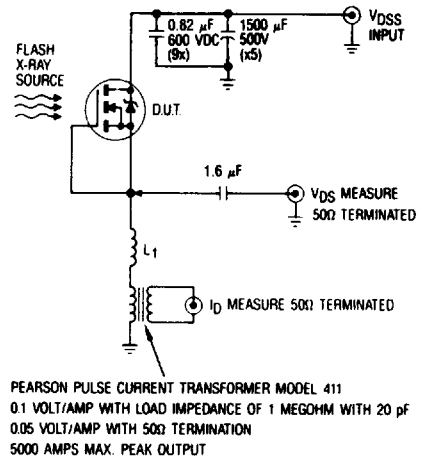 0.82 µF
600 VDC
(9x)
1500 µF
500V
(x5)
VDSS
INPUT
FLASH
X-RAY
SOURCE
D.U.T.
1.6 µF
VDS MEASURE
50Ω TERMINATED
L1
ID MEASURE 50Ω TERMINATED
PEARSON PULSE CURRENT TRANSFORMER MODEL 411
0.1 VOLT/AMP WITH LOAD IMPEDANCE OF 1 MEGOHM WITH 20 pF
0.05 VOLT/AMP WITH 50Ω TERMINATION
5000 AMPS MAX. PEAK OUTPUT